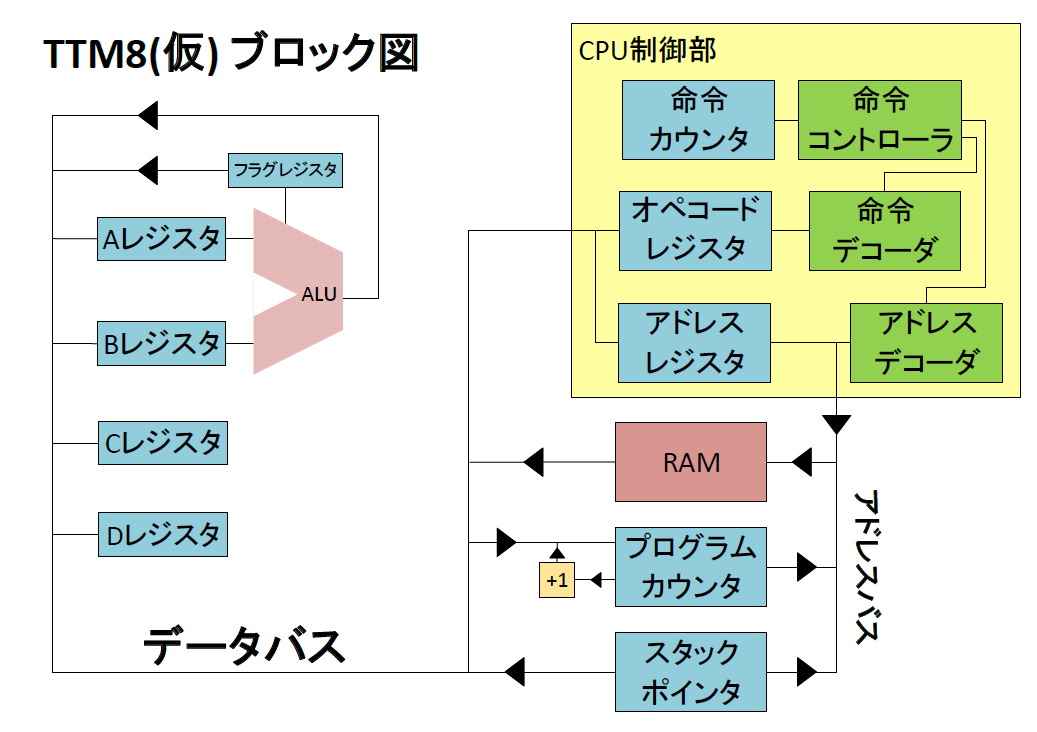 TTM8(仮) ブロック図
CPU制御部
命令
カウンタ
命令
コントローラ
フラグレジスタ
Aレジスタ
オペコード
レジスタ
命令
デコーダ
ALU
Bレジスタ
アドレス
レジスタ
アドレス
デコーダ
Cレジスタ
RAM
Dレジスタ
プログラム
カウンタ
+1
アドレスバス
データバス
スタック
ポインタ